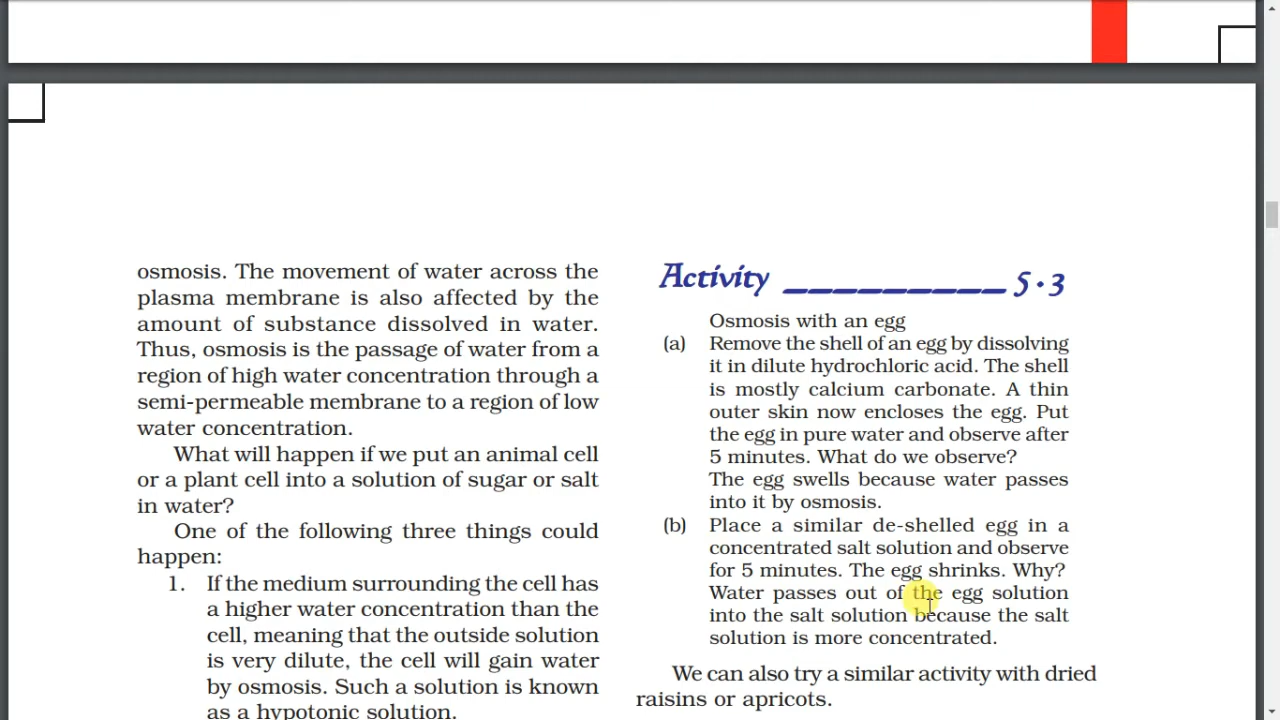 osmosis. The movement of water across the
plasma membrane is also affected by the
amount of substance dissolved in water.
Thus, osmosis is the passage of water from a
region of high water concentration through a
semi-permeable membrane to a region of low
water concentration.
What will happen if we put an animal cell
or a plant cell into a solution of sugar or salt
in water?
One of the following three things could
happen:
1. If the medium surrounding the cell has
a higher water concentration than the
cell, meaning that the outside solution
is very dilute, the cell will gain water
by osmosis. Such a solution is known
as a hypotonic solution.
Activity __________ 5.3
Osmosis with an egg
(a) Remove the shell of an egg by dissolving
it in dilute hydrochloric acid. The shell
is mostly calcium carbonate. A thin
outer skin now encloses the egg. Put
the egg in pure water and observe after
5 minutes. What do we observe?
The egg swells because water passes
into it by osmosis.
(b) Place a similar de-shelled egg in a
concentrated salt solution and observe
for 5 minutes. The egg shrinks. Why?
Water passes out of the egg solution
into the salt solution because the salt
solution is more concentrated.
We can also try a similar activity with dried
raisins or apricots.